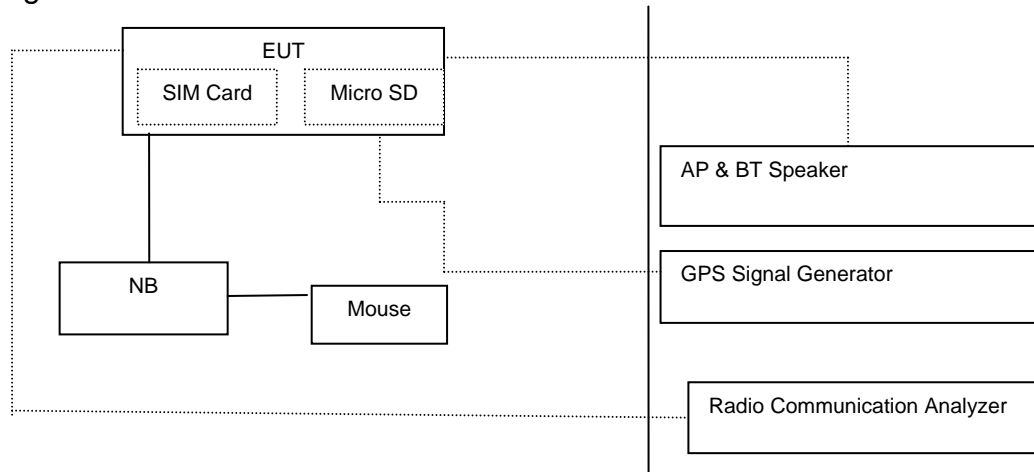 EUT
SIM Card
Micro SD
AP & BT Speaker
GPS Signal Generator
NB
Mouse
Radio Communication Analyzer